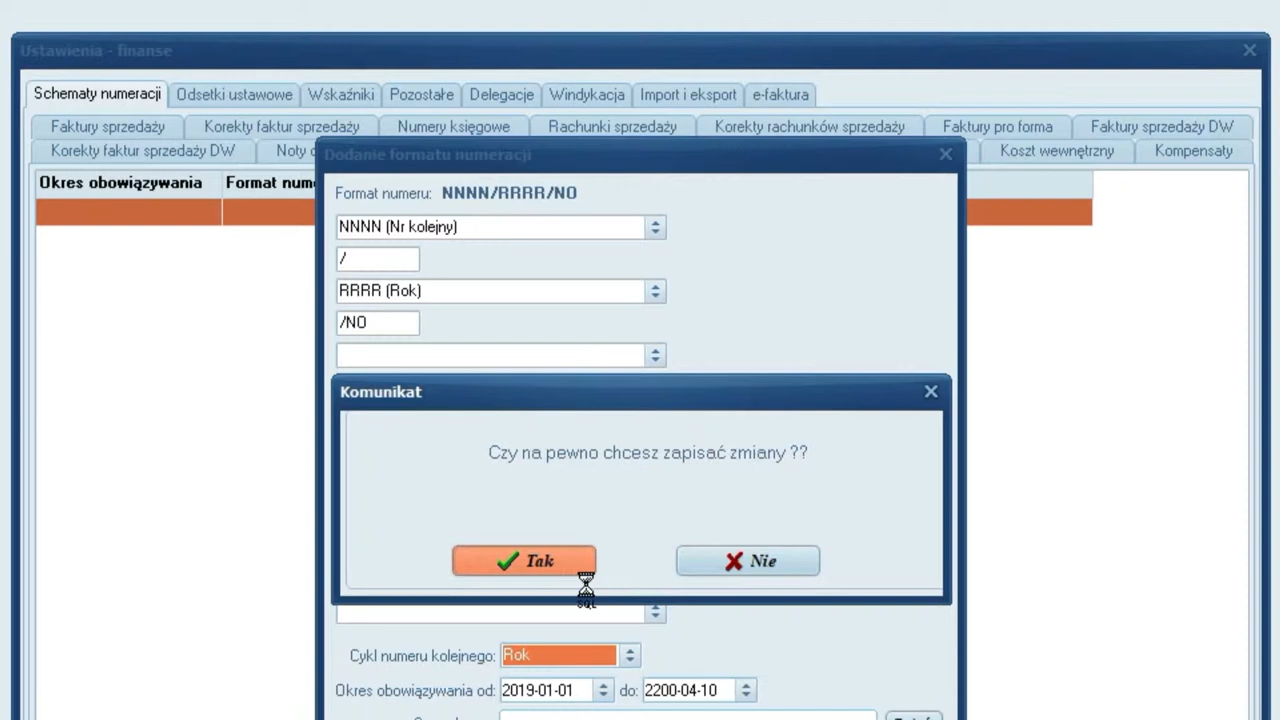 Ustawienia - finanse
Schematy numeracji Odsetki ustawowe Wskaźniki Pozostałe Delegacje Windykacja Import i eksport e-faktura
Faktury sprzedaży Korekty faktur sprzedaży Numery księgowe Rachunki sprzedaży Korekty rachunków sprzedaży Faktury pro forma Faktury sprzedaży DW
Korekty faktur sprzedaży DW Noty Koszt wewnętrzny Kompensaty
Okres obowiązywania Format num
Dodanie formatu numeracji
Format numeru: NNNN/RRRR/NO
NNNN (Nr kolejny)
/
RRRR (Rok)
/NO
Komunikat
Czy na pewno chcesz zapisać zmiany ??
Tak Nie
SQL
Cykl numeru kolejnego: Rok
Okres obowiązywania od: 2019-01-01 do: 2200-04-10